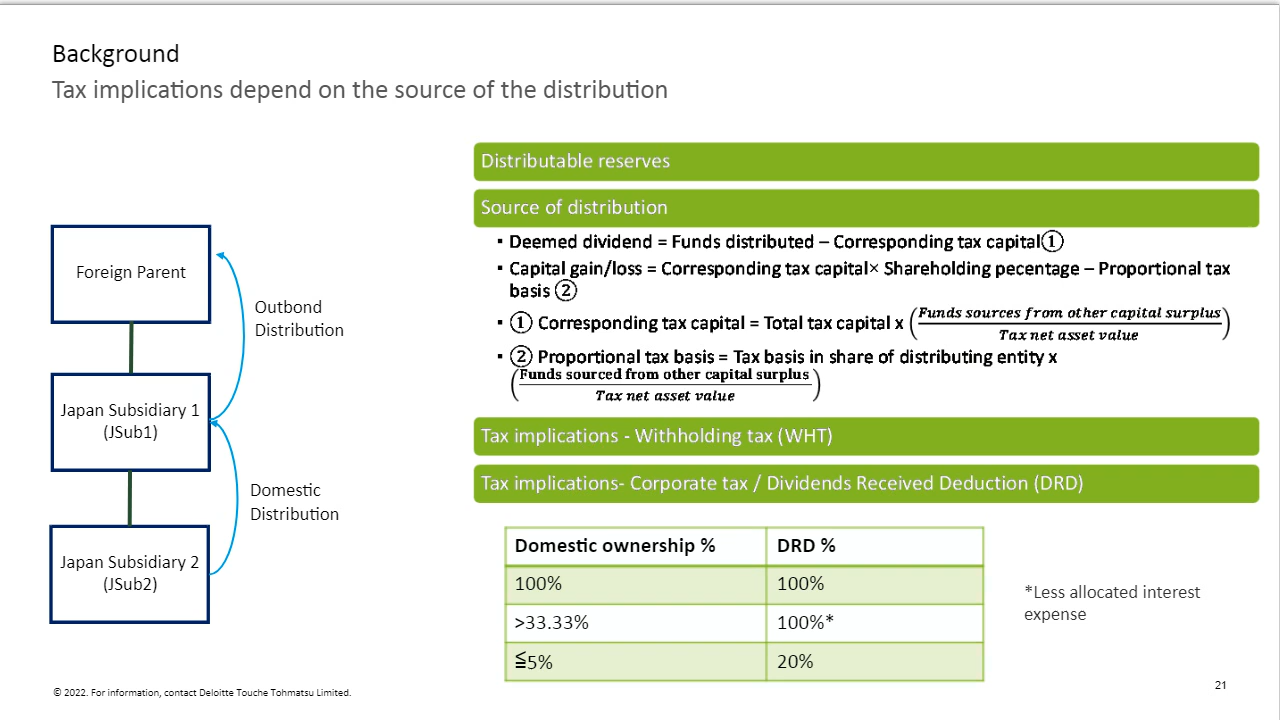 Background
Tax implications depend on the source of the distribution
Foreign Parent
Outbond
Distribution
Japan Subsidiary 1
(JSub1)
Domestic
Distribution
Japan Subsidiary 2
(JSub2)
Distributable reserves
Source of distribution
▪ Deemed dividend = Funds distributed – Corresponding tax capital①
▪ Capital gain/loss = Corresponding tax capital× Shareholding pecentage – Proportional tax
basis ②
▪ ① Corresponding tax capital = Total tax capital x (Funds sources from other capital surplus / Tax net asset value)
▪ ② Proportional tax basis = Tax basis in share of distributing entity x
(Funds sourced from other capital surplus / Tax net asset value)
Tax implications - Withholding tax (WHT)
Tax implications- Corporate tax / Dividends Received Deduction (DRD)
Domestic ownership % DRD %
100% 100%
>33.33% 100%*
≦5% 20%
*Less allocated interest
expense
© 2022. For information, contact Deloitte Touche Tohmatsu Limited.
21